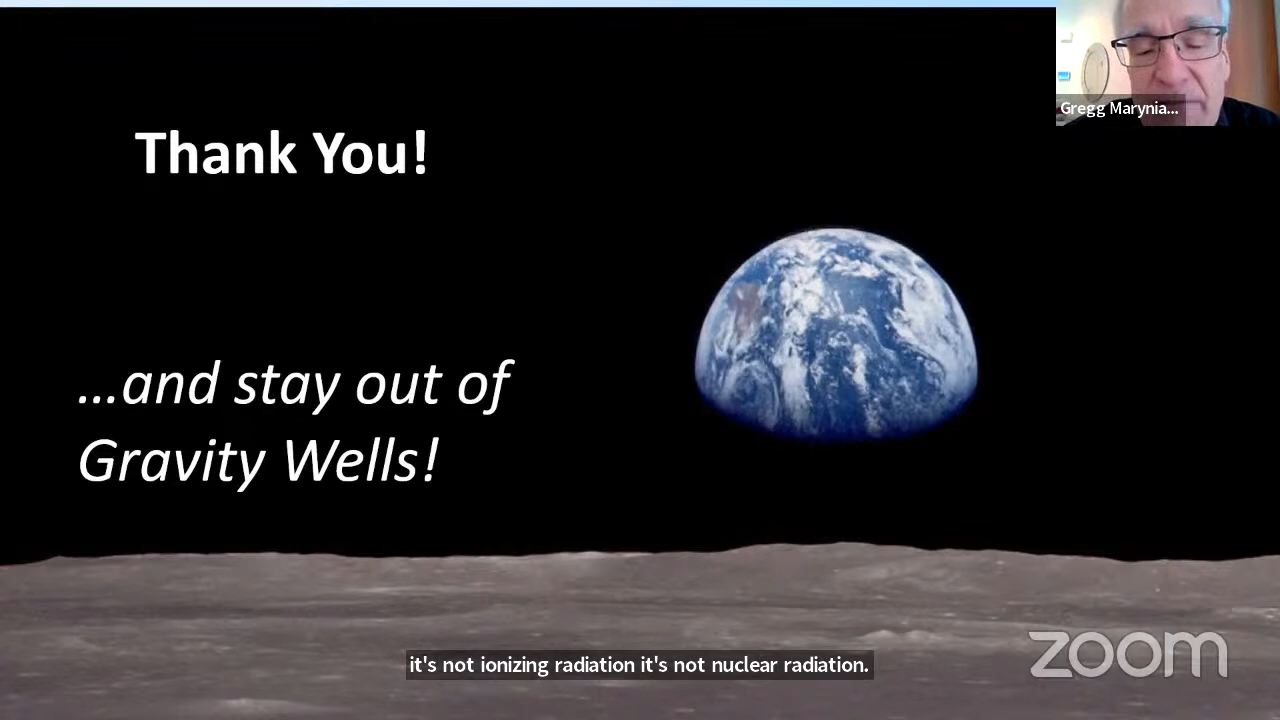 Gregg Marynia...
Thank You!
...and stay out of
Gravity Wells!
it's not ionizing radiation it's not nuclear radiation.
zoom